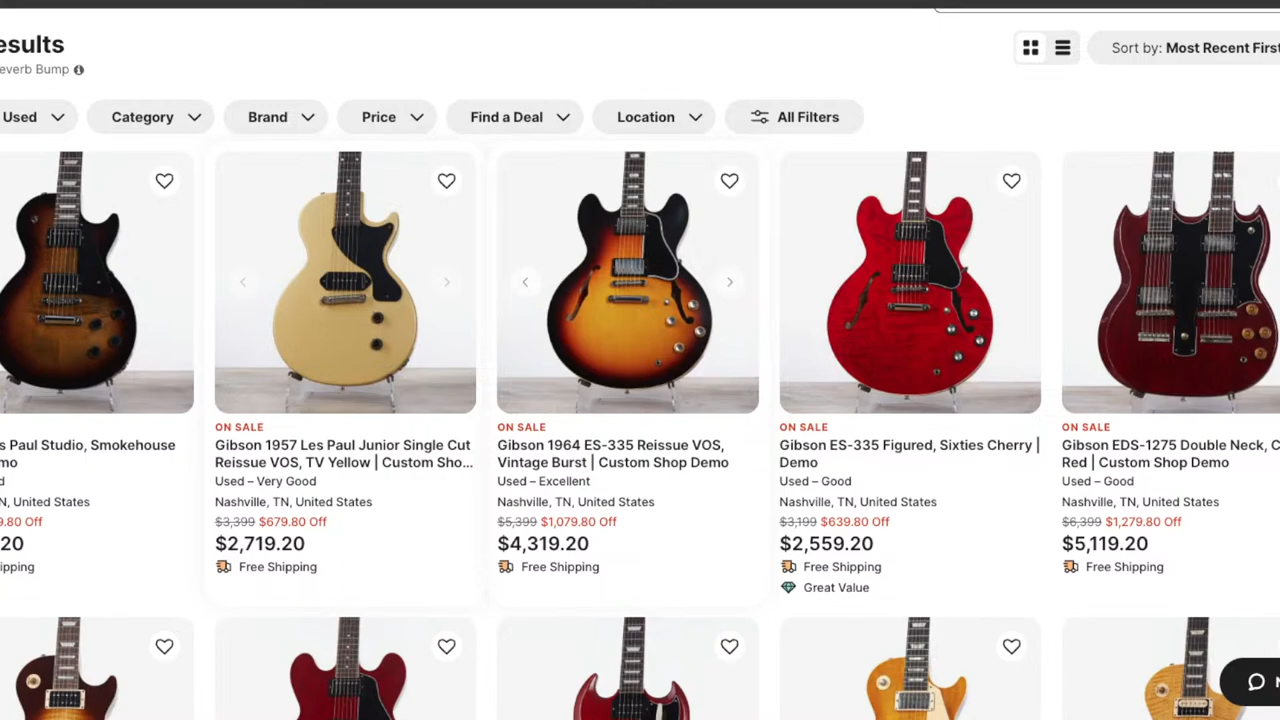 esults
everb Bump
Sort by: Most Recent First
Used
Category
Brand
Price
Find a Deal
Location
All Filters
s Paul Studio, Smokehouse
mo
d
N, United States
9.80 Off
20
ipping
ON SALE
Gibson 1957 Les Paul Junior Single Cut
Reissue VOS, TV Yellow | Custom Sho...
Used – Very Good
Nashville, TN, United States
$3,399 $679.80 Off
$2,719.20
Free Shipping
ON SALE
Gibson 1964 ES-335 Reissue VOS,
Vintage Burst | Custom Shop Demo
Used – Excellent
Nashville, TN, United States
$5,399 $1,079.80 Off
$4,319.20
Free Shipping
ON SALE
Gibson ES-335 Figured, Sixties Cherry |
Demo
Used – Good
Nashville, TN, United States
$3,199 $639.80 Off
$2,559.20
Free Shipping
Great Value
ON SALE
Gibson EDS-1275 Double Neck, C
Red | Custom Shop Demo
Used – Good
Nashville, TN, United States
$6,399 $1,279.80 Off
$5,119.20
Free Shipping